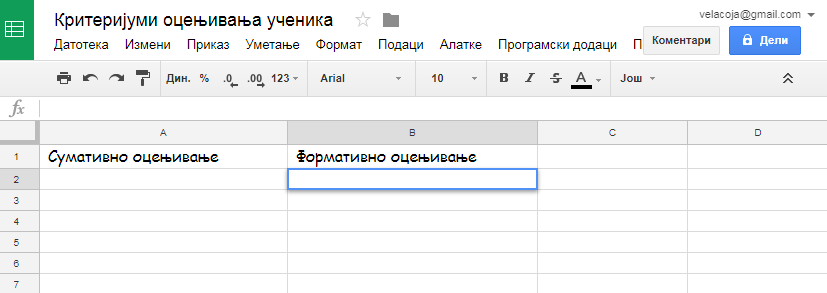 Критеријуми оцењивања ученика
velacoja@gmail.com
Датотека Измени Приказ Уметање Формат Подаци Алатке Програмски додаци П
Коментари Дели
Дин. % .0 .00 123 Arial 10 B I S A Још
fx
A B C D
1 Сумативно оцењивање Формативно оцењивање
2
3
4
5
6
7